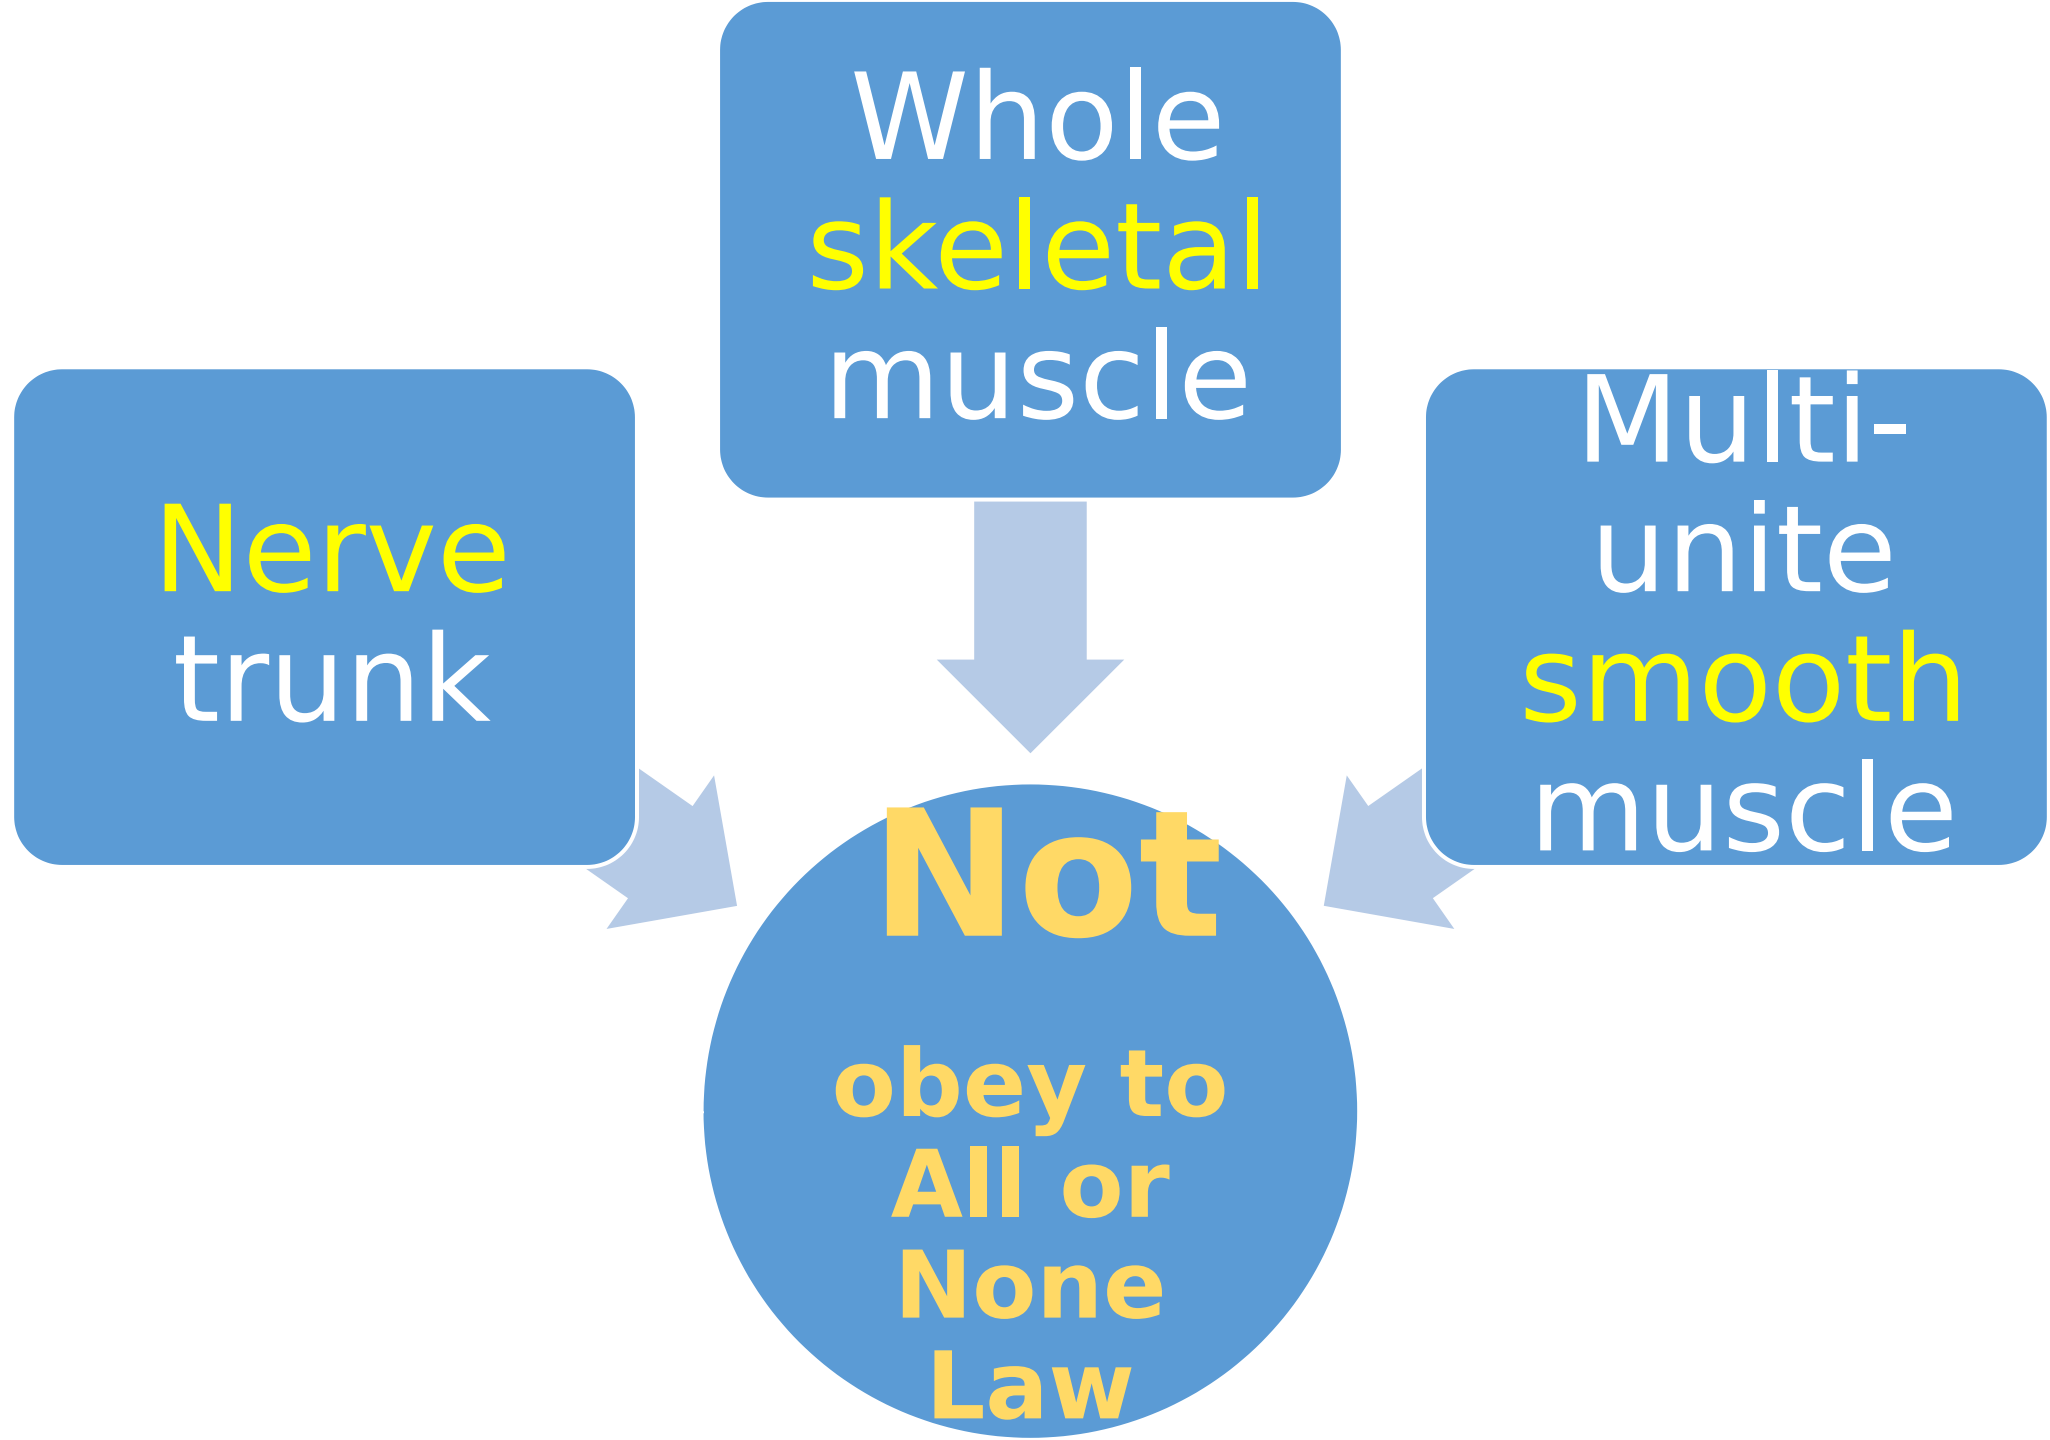 Whole
skeletal
muscle
Nerve
trunk
Multi-
unite
smooth
muscle
Not
obey to
All or
None
Law